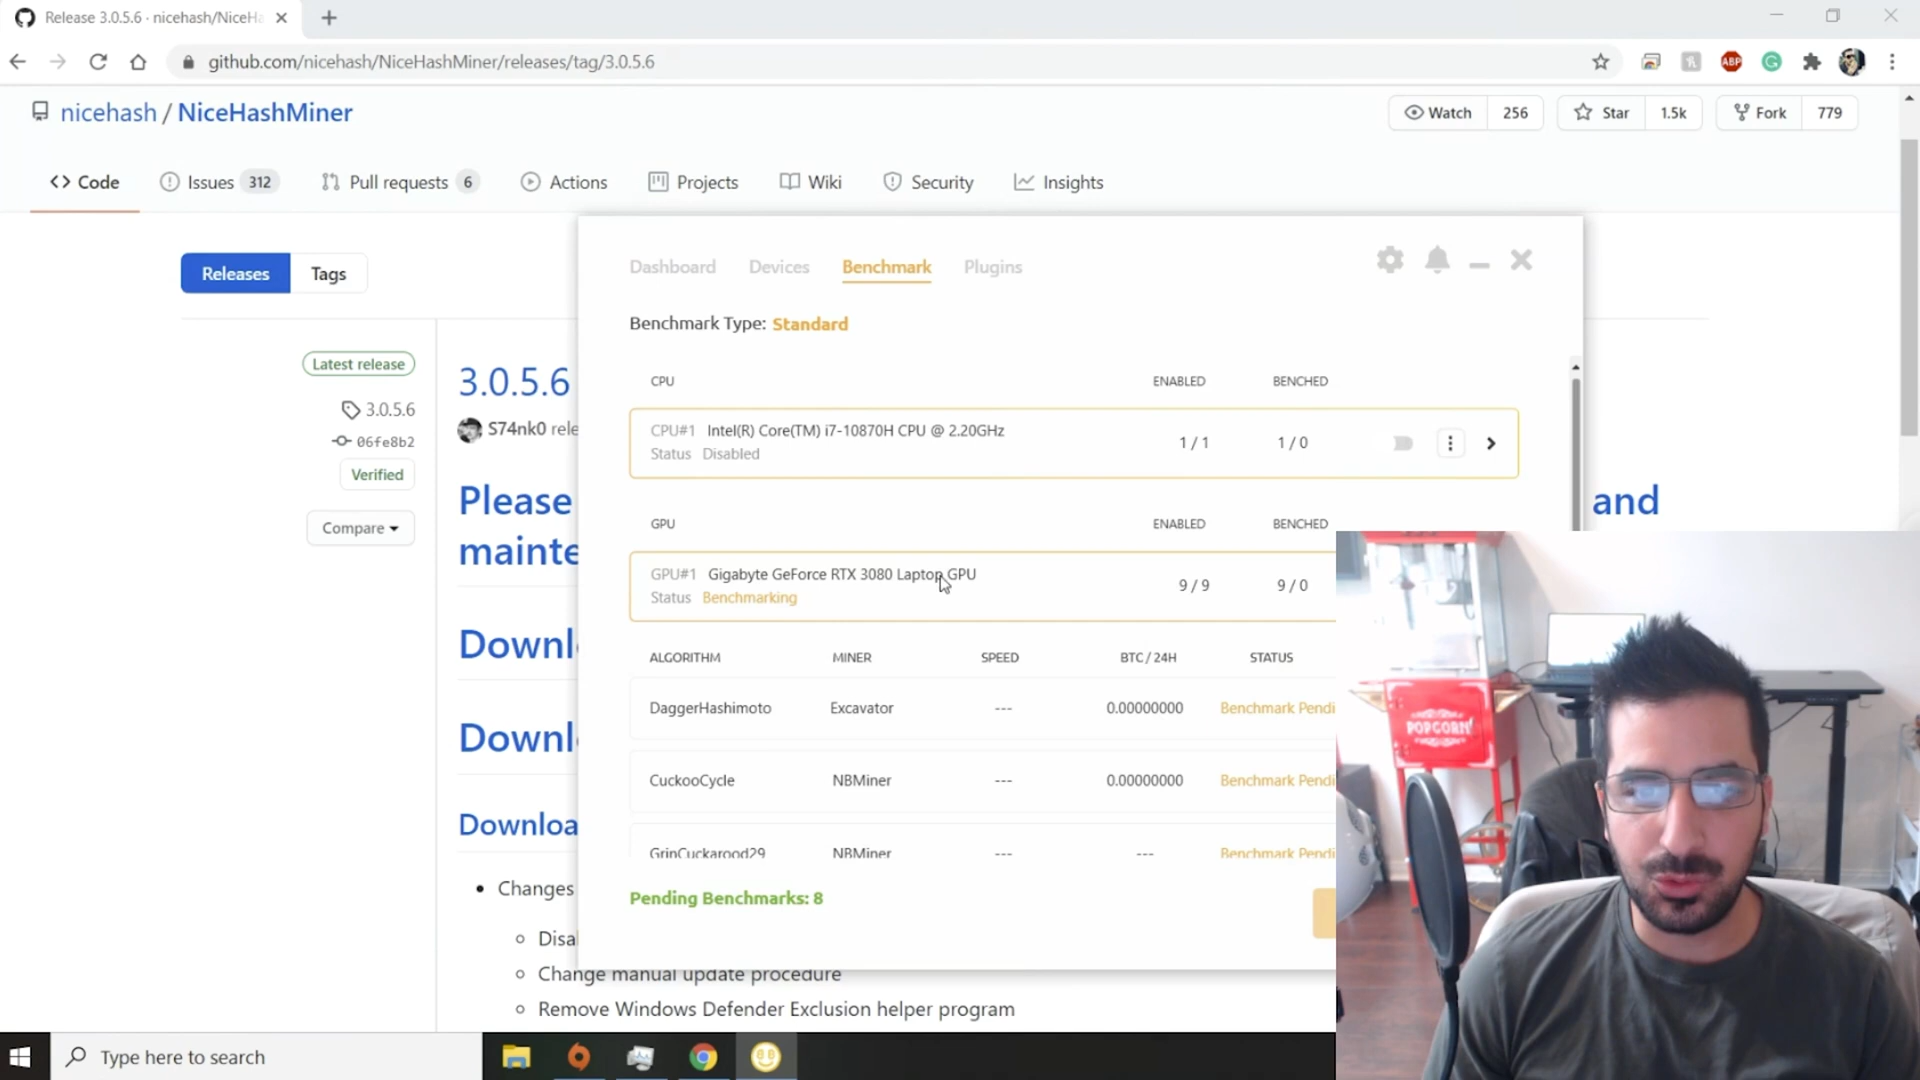 Release 3.0.5.6 · nicehash/NiceHa
github.com/nicehash/NiceHashMiner/releases/tag/3.0.5.6
ABP
nicehash / NiceHashMiner
Watch 256
Star 1.5k
Fork 779
Code
Issues 312
Pull requests 6
Actions
Projects
Wiki
Security
Insights
Releases
Tags
Latest release
3.0.5.6
06fe8b2
Verified
Compare
3.0.5.6
S74nk0 rele
Please
and
mainte
Downl
Downl
Downloa
Changes
Disa
Change manual update procedure
Remove Windows Defender Exclusion helper program
Dashboard Devices Benchmark Plugins
Benchmark Type: Standard
CPU ENABLED BENCHED
CPU#1 Intel(R) Core(TM) i7-10870H CPU @ 2.20GHz 1 / 1 1 / 0
Status Disabled
GPU ENABLED BENCHED
GPU#1 Gigabyte GeForce RTX 3080 Laptop GPU 9 / 9 9 / 0
Status Benchmarking
ALGORITHM MINER SPEED BTC / 24H STATUS
DaggerHashimoto Excavator --- 0.00000000 Benchmark Pendi
CuckooCycle NBMiner --- 0.00000000 Benchmark Pendi
GrinCuckarood29 NBMiner --- --- Benchmark Pendi
Pending Benchmarks: 8
POPCORN!
Type here to search